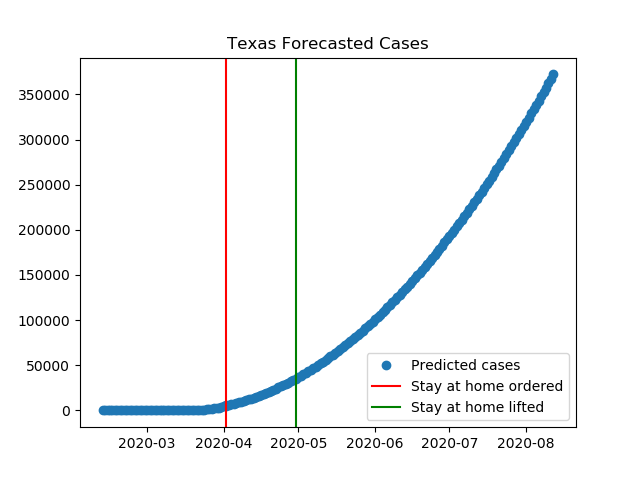 Texas Forecasted Cases
350000
300000
250000
200000
150000
100000
50000
0
Predicted cases
Stay at home ordered
Stay at home lifted
2020-03 2020-04 2020-05 2020-06 2020-07 2020-08